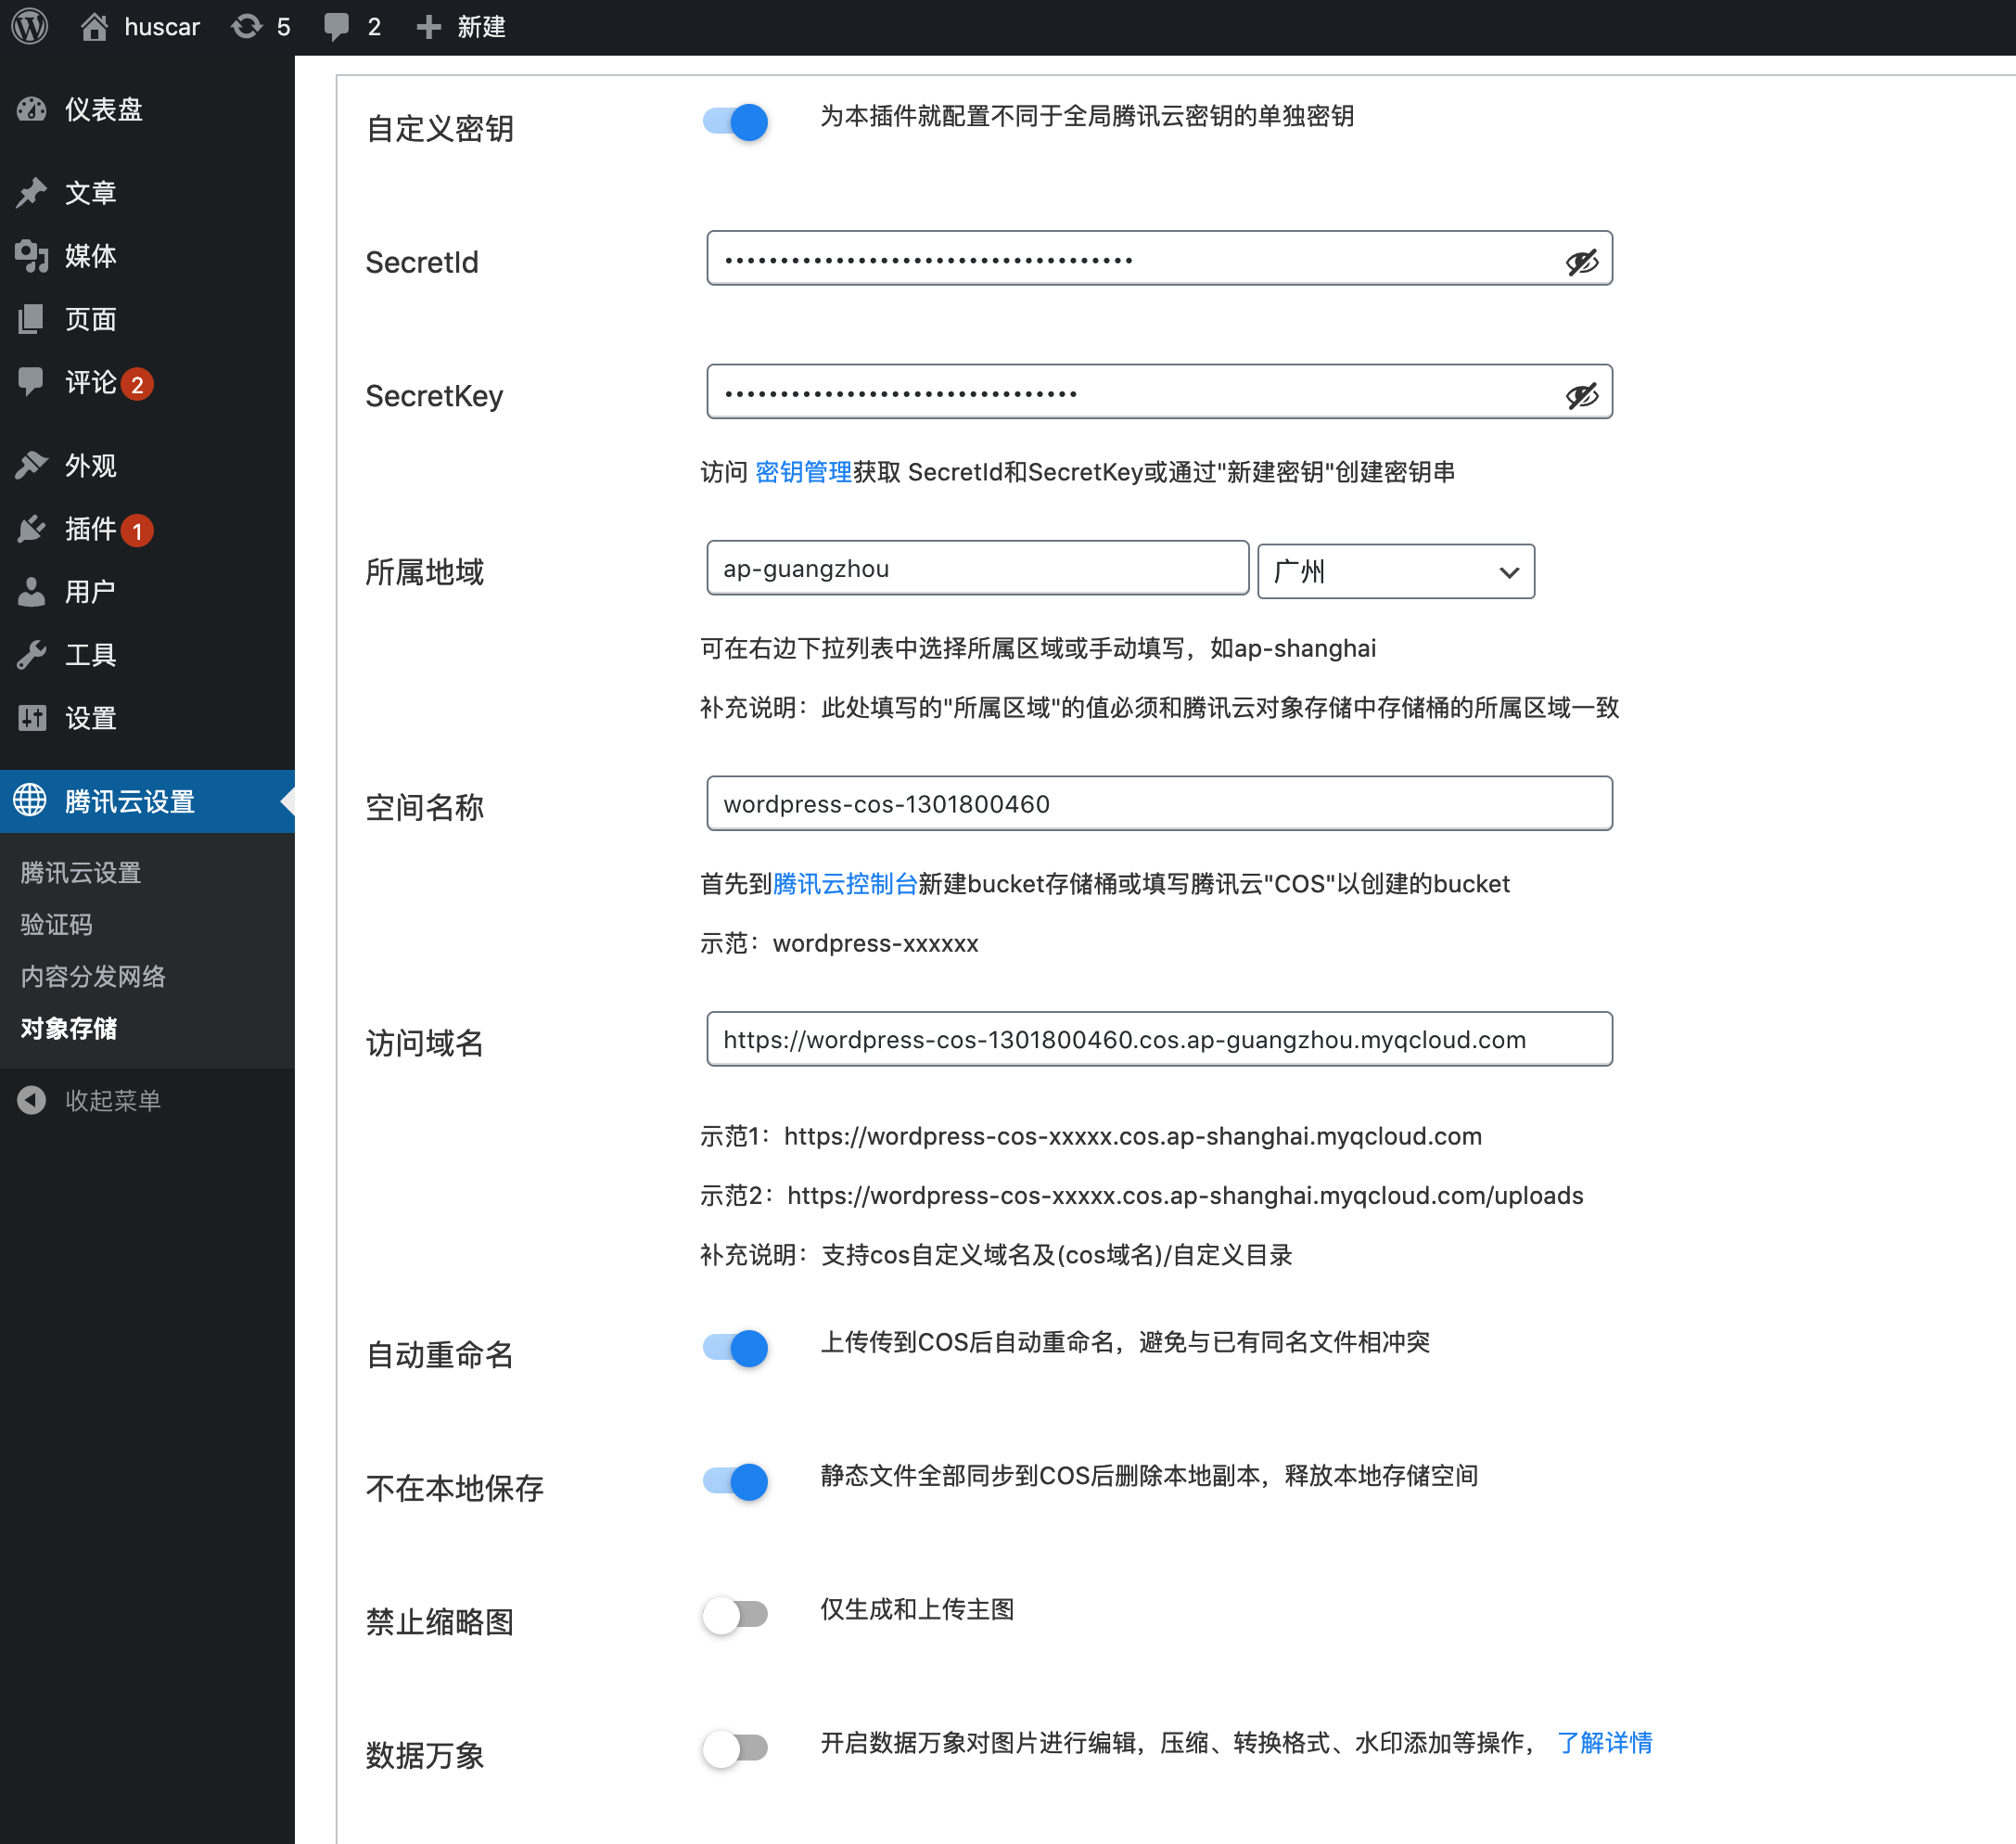 huscar 5 2 新建
仪表盘
文章
媒体
页面
评论 2
外观
插件 1
用户
工具
设置
腾讯云设置
腾讯云设置
验证码
内容分发网络
对象存储
收起菜单
自定义密钥 为本插件就配置不同于全局腾讯云密钥的单独密钥
SecretId
SecretKey
访问 密钥管理获取 SecretId和SecretKey或通过"新建密钥"创建密钥串
所属地域 ap-guangzhou 广州
可在右边下拉列表中选择所属区域或手动填写，如ap-shanghai
补充说明：此处填写的"所属区域"的值必须和腾讯云对象存储中存储桶的所属区域一致
空间名称 wordpress-cos-1301800460
首先到腾讯云控制台新建bucket存储桶或填写腾讯云"COS"以创建的bucket
示范：wordpress-xxxxxx
访问域名 https://wordpress-cos-1301800460.cos.ap-guangzhou.myqcloud.com
示范1：https://wordpress-cos-xxxxx.cos.ap-shanghai.myqcloud.com
示范2：https://wordpress-cos-xxxxx.cos.ap-shanghai.myqcloud.com/uploads
补充说明：支持cos自定义域名及(cos域名)/自定义目录
自动重命名 上传传到COS后自动重命名，避免与已有同名文件相冲突
不在本地保存 静态文件全部同步到COS后删除本地副本，释放本地存储空间
禁止缩略图 仅生成和上传主图
数据万象 开启数据万象对图片进行编辑，压缩、转换格式、水印添加等操作， 了解详情